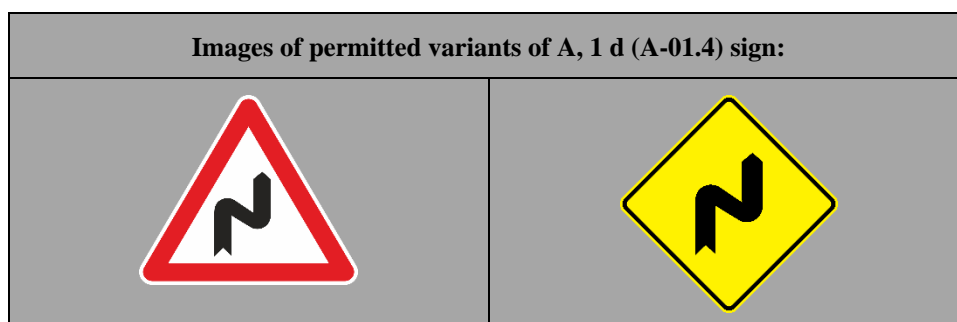 Images of permitted variants of A, 1 d (A-01.4) sign: